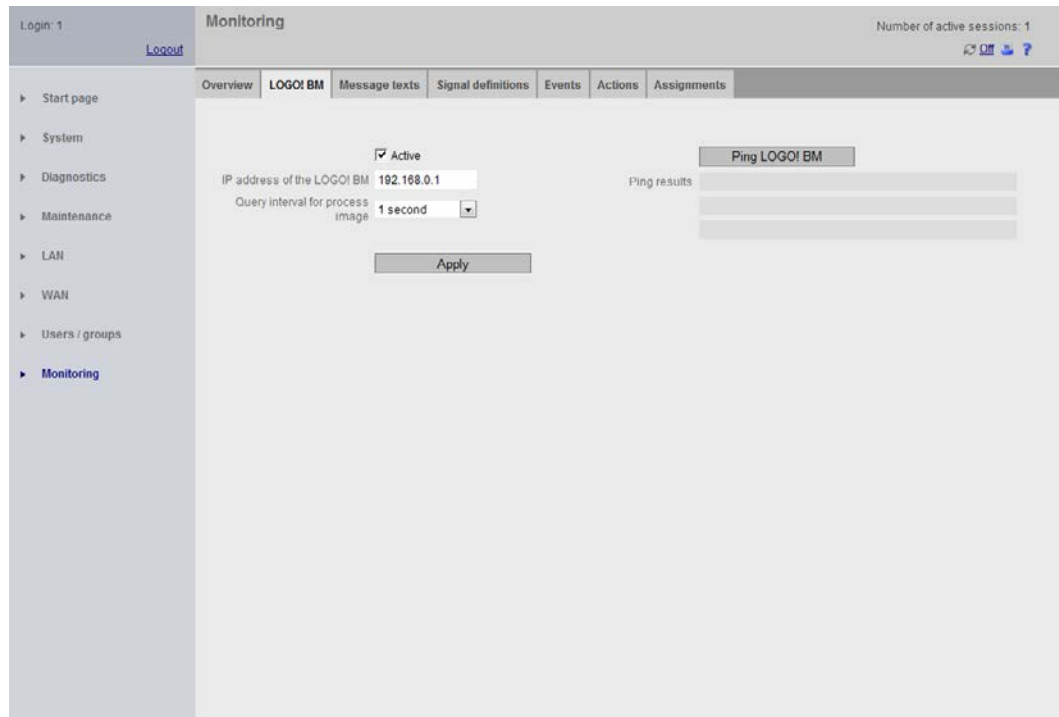 Login: 1
Logout
Monitoring
Number of active sessions: 1
Off ?
Start page
System
Diagnostics
Maintenance
LAN
WAN
Users / groups
Monitoring
Overview LOGO! BM Message texts Signal definitions Events Actions Assignments
Active
IP address of the LOGO! BM 192.168.0.1
Query interval for process
image 1 second
Apply
Ping LOGO! BM
Ping results